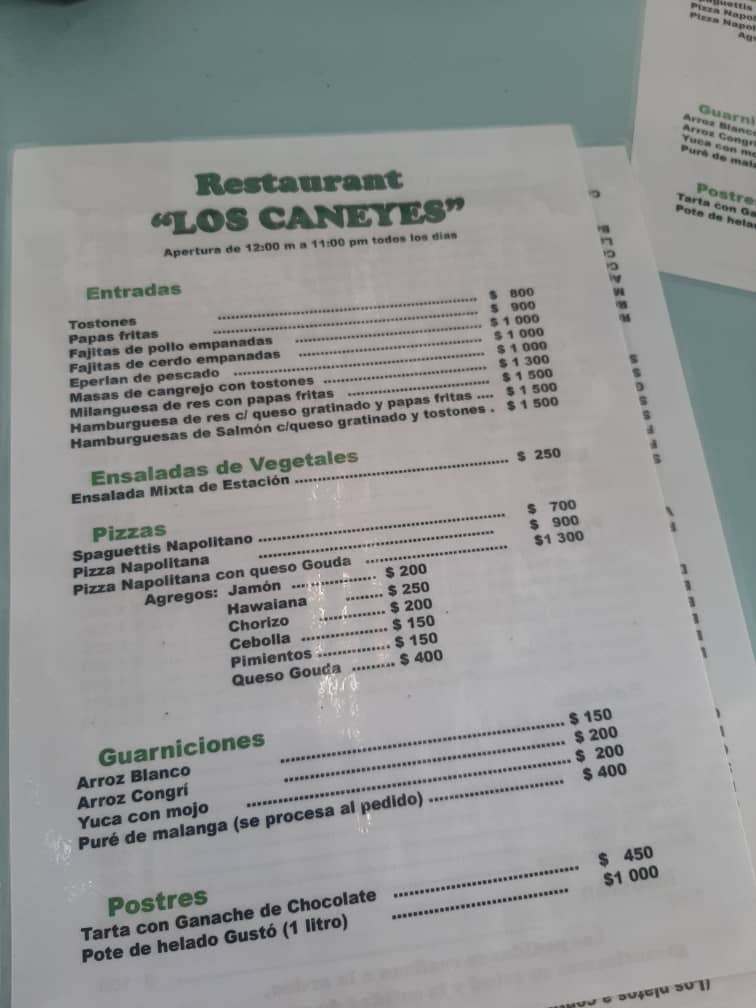 Restaurant
“LOS CANEYES”
Apertura de 12:00 m a 11:00 pm todos los dias
Entradas
Tostones ........ $ 800
Papas fritas ........ $ 900
Fajitas de pollo empanadas ........ $ 1 000
Fajitas de cerdo empanadas ........ $ 1 000
Eperlan de pescado ........ $ 1 000
Masas de cangrejo con tostones ........ $ 1 300
Milanguesa de res con papas fritas ........ $ 1 500
Hamburguesa de res c/ queso gratinado y papas fritas .... $ 1 500
Hamburguesas de Salmón c/queso gratinado y tostones . $ 1 500
Ensaladas de Vegetales
Ensalada Mixta de Estación ........ $ 250
Pizzas
Spaguettis Napolitano ........ $ 700
Pizza Napolitana ........ $ 900
Pizza Napolitana con queso Gouda ........ $1 300
Agregos: Jamón ........ $ 200
Hawaiana ........ $ 250
Chorizo ........ $ 200
Cebolla ........ $ 150
Pimientos ........ $ 150
Queso Gouda ........ $ 400
Guarniciones
Arroz Blanco ........ $ 150
Arroz Congrí ........ $ 200
Yuca con mojo ........ $ 200
Puré de malanga (se procesa al pedido) ........ $ 400
Postres
Tarta con Ganache de Chocolate ........ $ 450
Pote de helado Gustó (1 litro) ........ $1 000
Pizza Napol
Pizza Napol
Ag
Guarni
Arroz Blanc
Arroz Congrí
Yuca con mo
Puré de mala
Postre
Tarta con Ga
Pote de hela